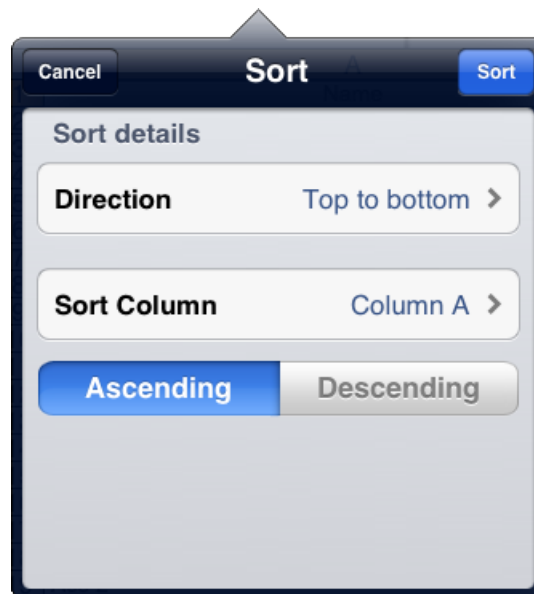 Cancel Sort Sort
Sort details
Direction Top to bottom
Sort Column Column A
Ascending Descending